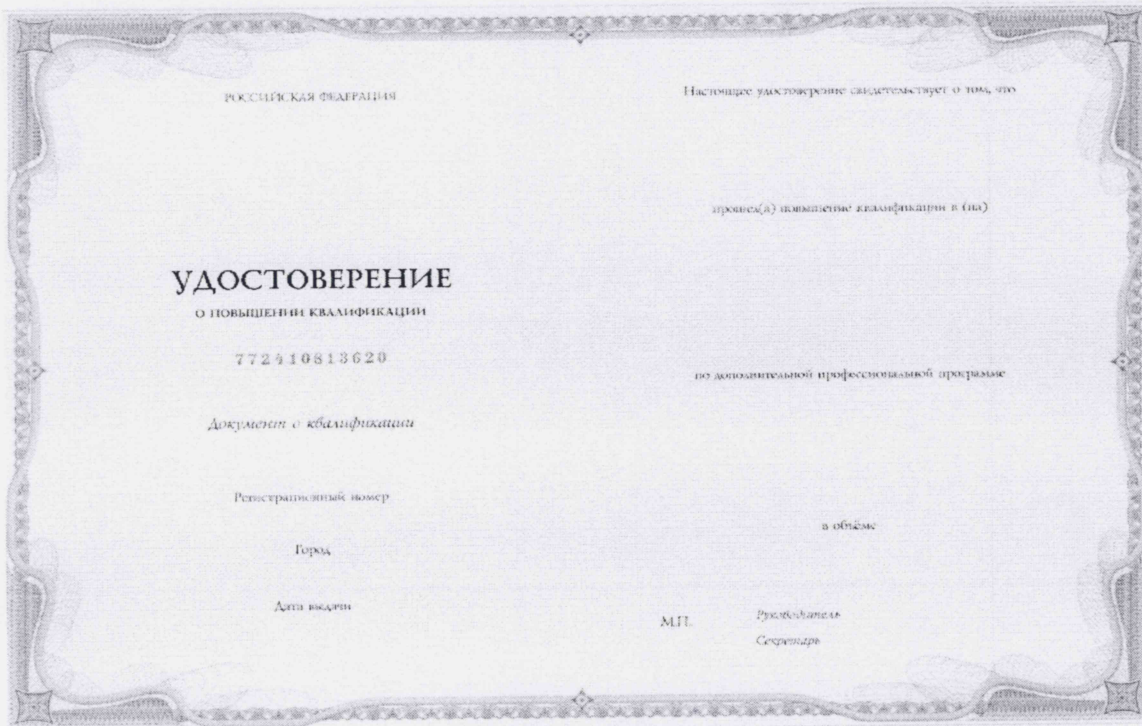 РОССИЙСКАЯ ФЕДЕРАЦИЯ
УДОСТОВЕРЕНИЕ
О ПОВЫШЕНИИ КВАЛИФИКАЦИИ
772410813620
Документ о квалификации
Регистрационный номер
Город
Дата выдачи
Настоящее удостоверение свидетельствует о том, что
прошел(а) повышение квалификации в (на)
по дополнительной профессиональной программе
в объёме
М.П.
Руководитель
Секретарь